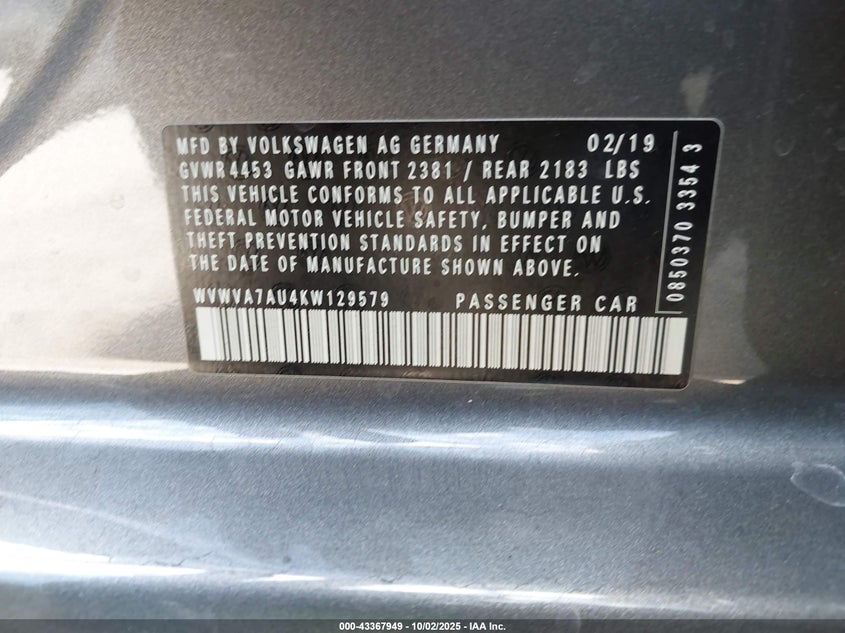 MFD BY VOLKSWAGEN AG GERMANY 02/19
GVWR 4453 GAWR FRONT 2381 / REAR 2183 LBS
THIS VEHICLE CONFORMS TO ALL APPLICABLE U.S.
FEDERAL MOTOR VEHICLE SAFETY, BUMPER AND
THEFT PREVENTION STANDARDS IN EFFECT ON
THE DATE OF MANUFACTURE SHOWN ABOVE.
WVWVA7AU4KW129579 PASSENGER CAR
0850370 3354 3
000-43367949 | 10/02/2025 - IAA Inc.